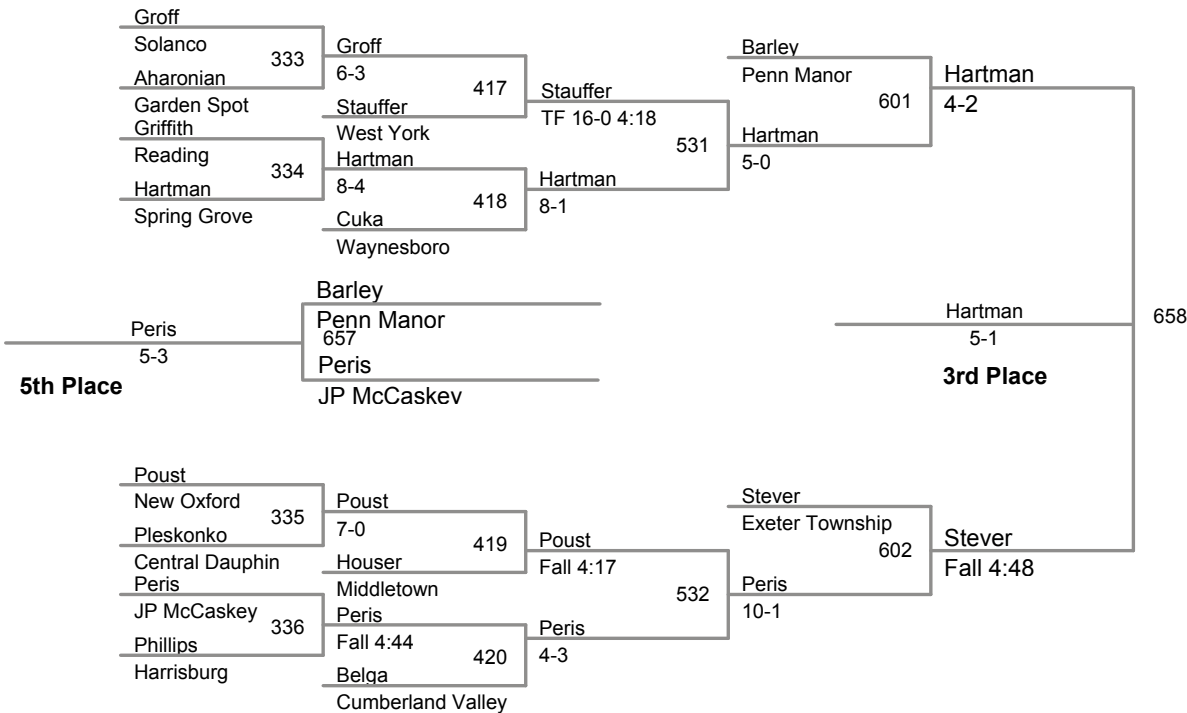 Groff
Solanco
333
Aharonian
Garden Spot
Griffith
Reading
334
Hartman
Spring Grove
Groff
6-3
417
Stauffer
West York
Hartman
8-4
418
Cuka
Waynesboro
Stauffer
TF 16-0 4:18
531
Hartman
8-1
Barley
Penn Manor
601
Hartman
5-0
Hartman
4-2
Barley
Penn Manor
657
Peris
JP McCaskey
Peris
5-3
5th Place
Hartman
5-1
3rd Place
658
Poust
New Oxford
335
Pleskonko
Central Dauphin
Peris
JP McCaskey
336
Phillips
Harrisburg
Poust
7-0
419
Houser
Middletown
Peris
Fall 4:44
420
Belga
Cumberland Valley
Poust
Fall 4:17
532
Peris
4-3
Stever
Exeter Township
602
Peris
10-1
Stever
Fall 4:48